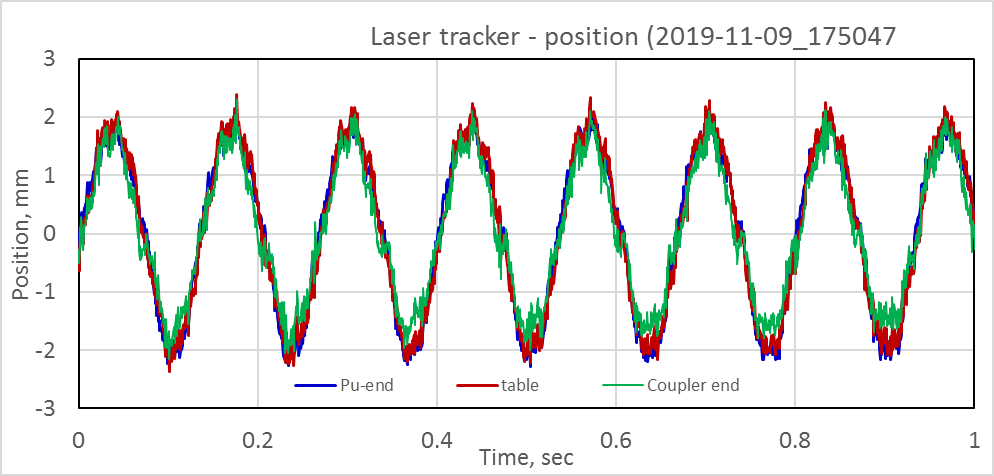 Laser tracker - position (2019-11-09_175047
3
2
1
0
-1
-2
-3
Position, mm
Pu-end table Coupler end
0 0.2 0.4 0.6 0.8 1
Time, sec